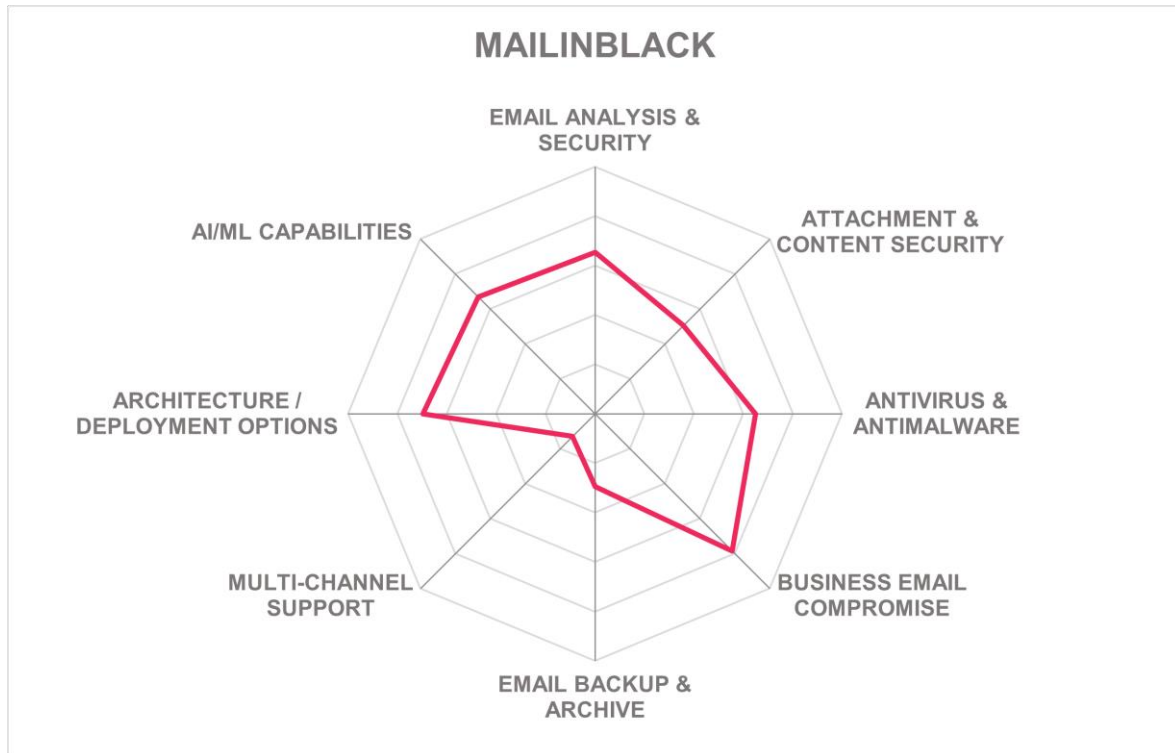 MAILINBLACK
EMAIL ANALYSIS &
SECURITY
ATTACHMENT &
CONTENT SECURITY
AI/ML CAPABILITIES
ARCHITECTURE /
DEPLOYMENT OPTIONS
ANTIVIRUS &
ANTIMALWARE
MULTI-CHANNEL
SUPPORT
BUSINESS EMAIL
COMPROMISE
EMAIL BACKUP &
ARCHIVE